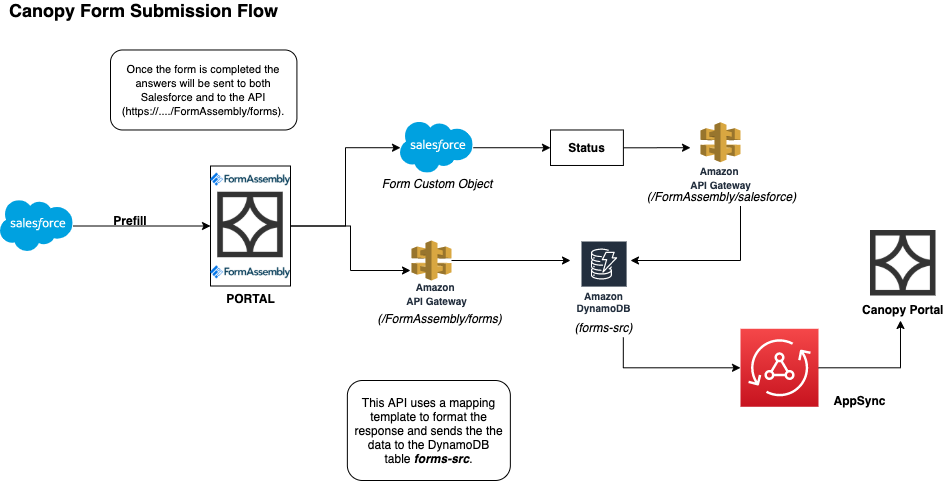 Canopy Form Submission Flow
Once the form is completed the
answers will be sent to both
Salesforce and to the API
(https://..../FormAssembly/forms).
salesforce
Form Custom Object
Status
Amazon
API Gateway
(/FormAssembly/salesforce)
salesforce
Prefill
FormAssembly
FormAssembly
PORTAL
Amazon
API Gateway
(/FormAssembly/forms)
Amazon
DynamoDB
(forms-src)
Canopy Portal
AppSync
This API uses a mapping
template to format the
response and sends the the
data to the DynamoDB
table forms-src.